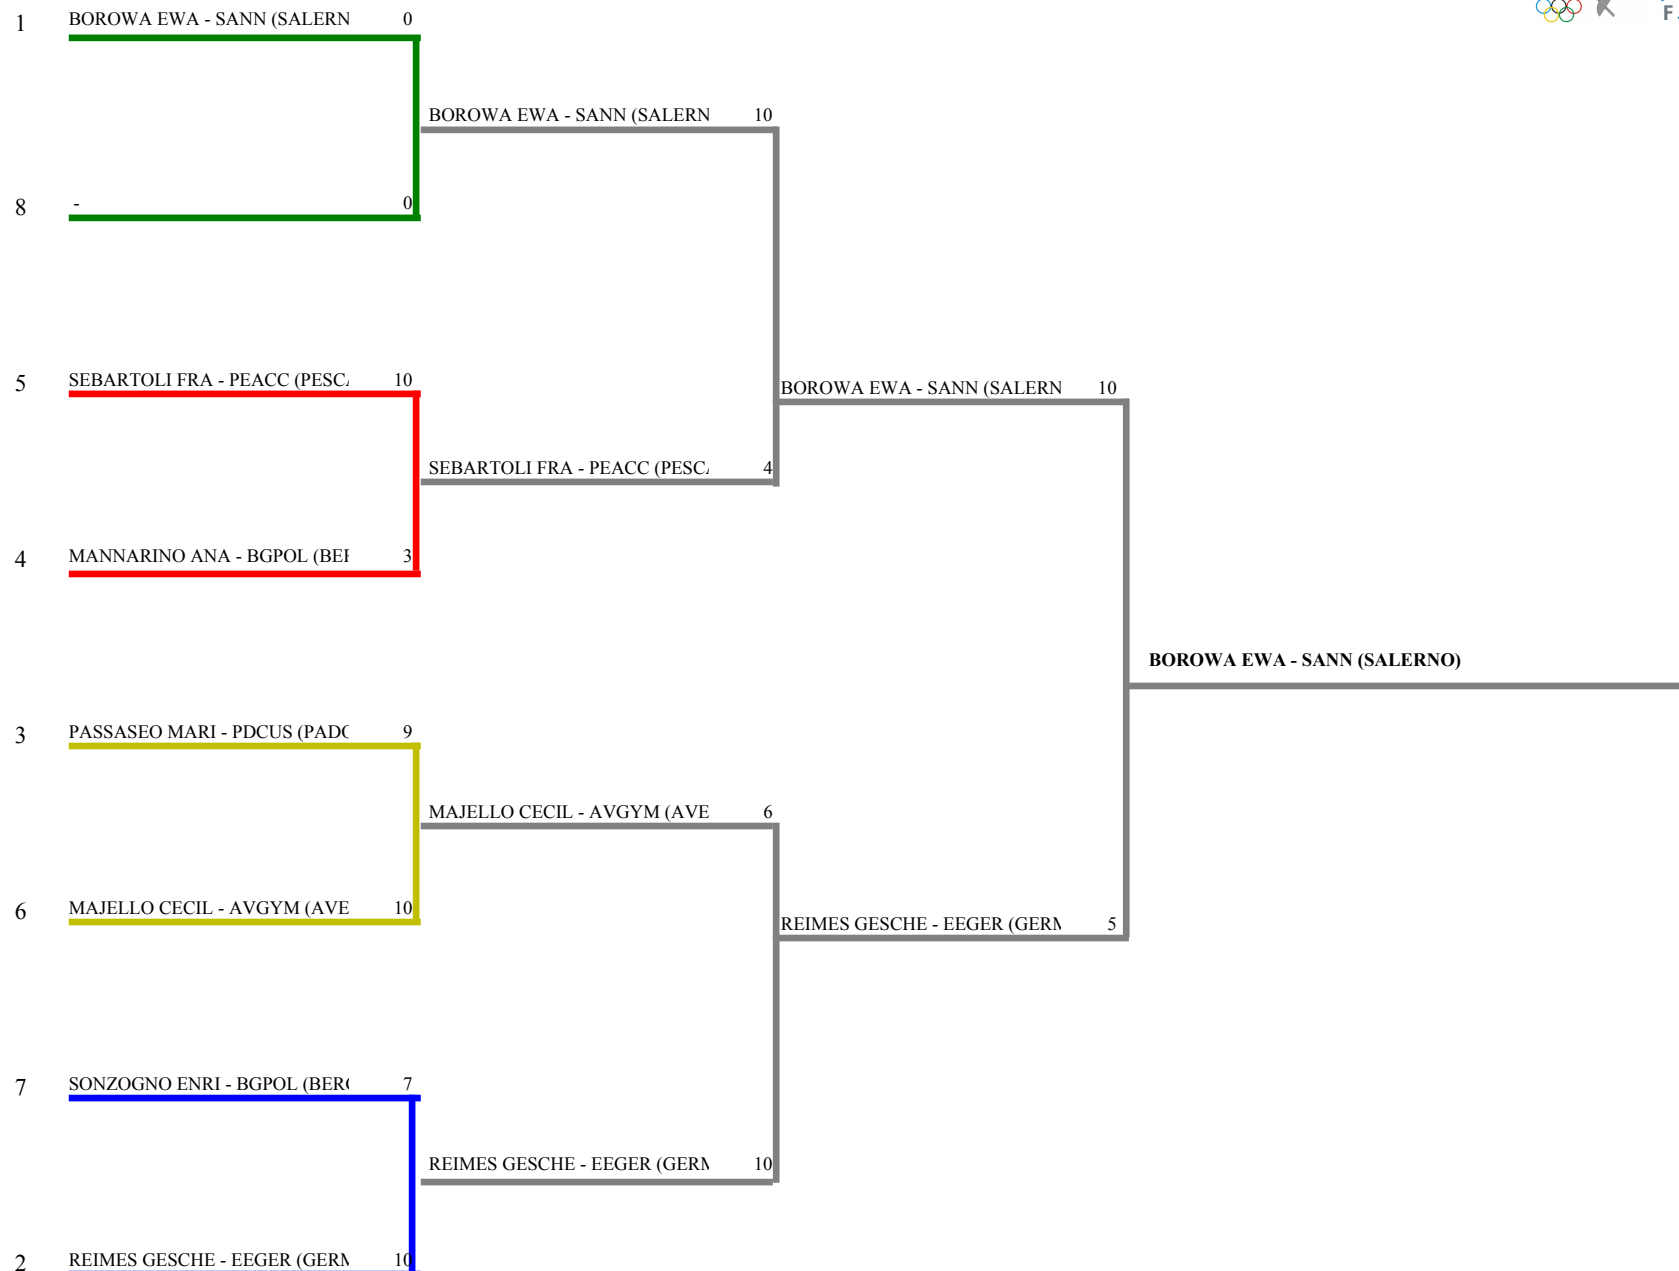 1 BOROWA EWA - SANN (SALERN 0
F
BOROWA EWA - SANN (SALERN 10
8 - 0
5 SEBARTOLI FRA - PEACC (PESCA 10
BOROWA EWA - SANN (SALERN 10
SEBARTOLI FRA - PEACC (PESCA 4
4 MANNARINO ANA - BGPOL (BER 3
BOROWA EWA - SANN (SALERNO)
3 PASSASEO MARI - PDCUS (PADO 9
MAJELLO CECIL - AVGYM (AVE 6
6 MAJELLO CECIL - AVGYM (AVE 10
REIMES GESCHE - EEGER (GERM 5
7 SONZOGNO ENRI - BGPOL (BERG 7
REIMES GESCHE - EEGER (GERM 10
2 REIMES GESCHE - EEGER (GERM 10